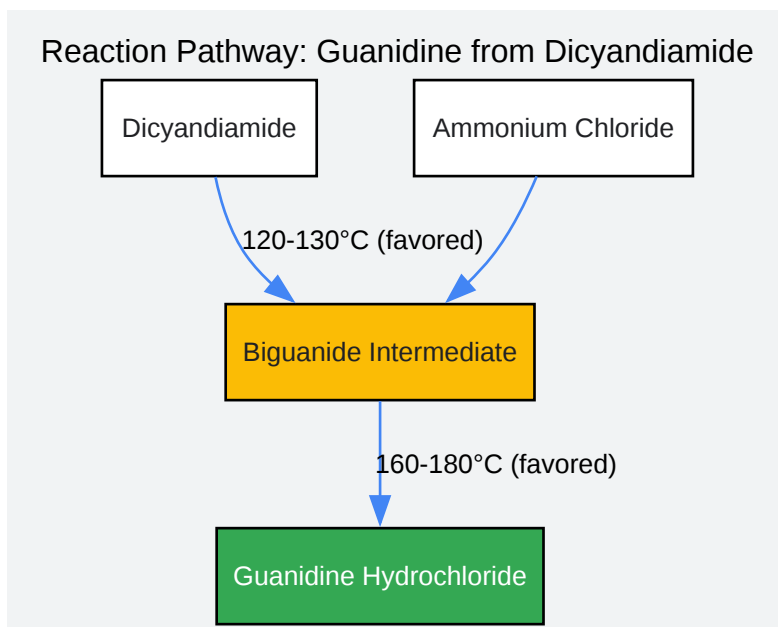 Reaction Pathway: Guanidine from Dicyandiamide
Dicyandiamide
Ammonium Chloride
120-130°C (favored)
Biguanide Intermediate
160-180°C (favored)
Guanidine Hydrochloride